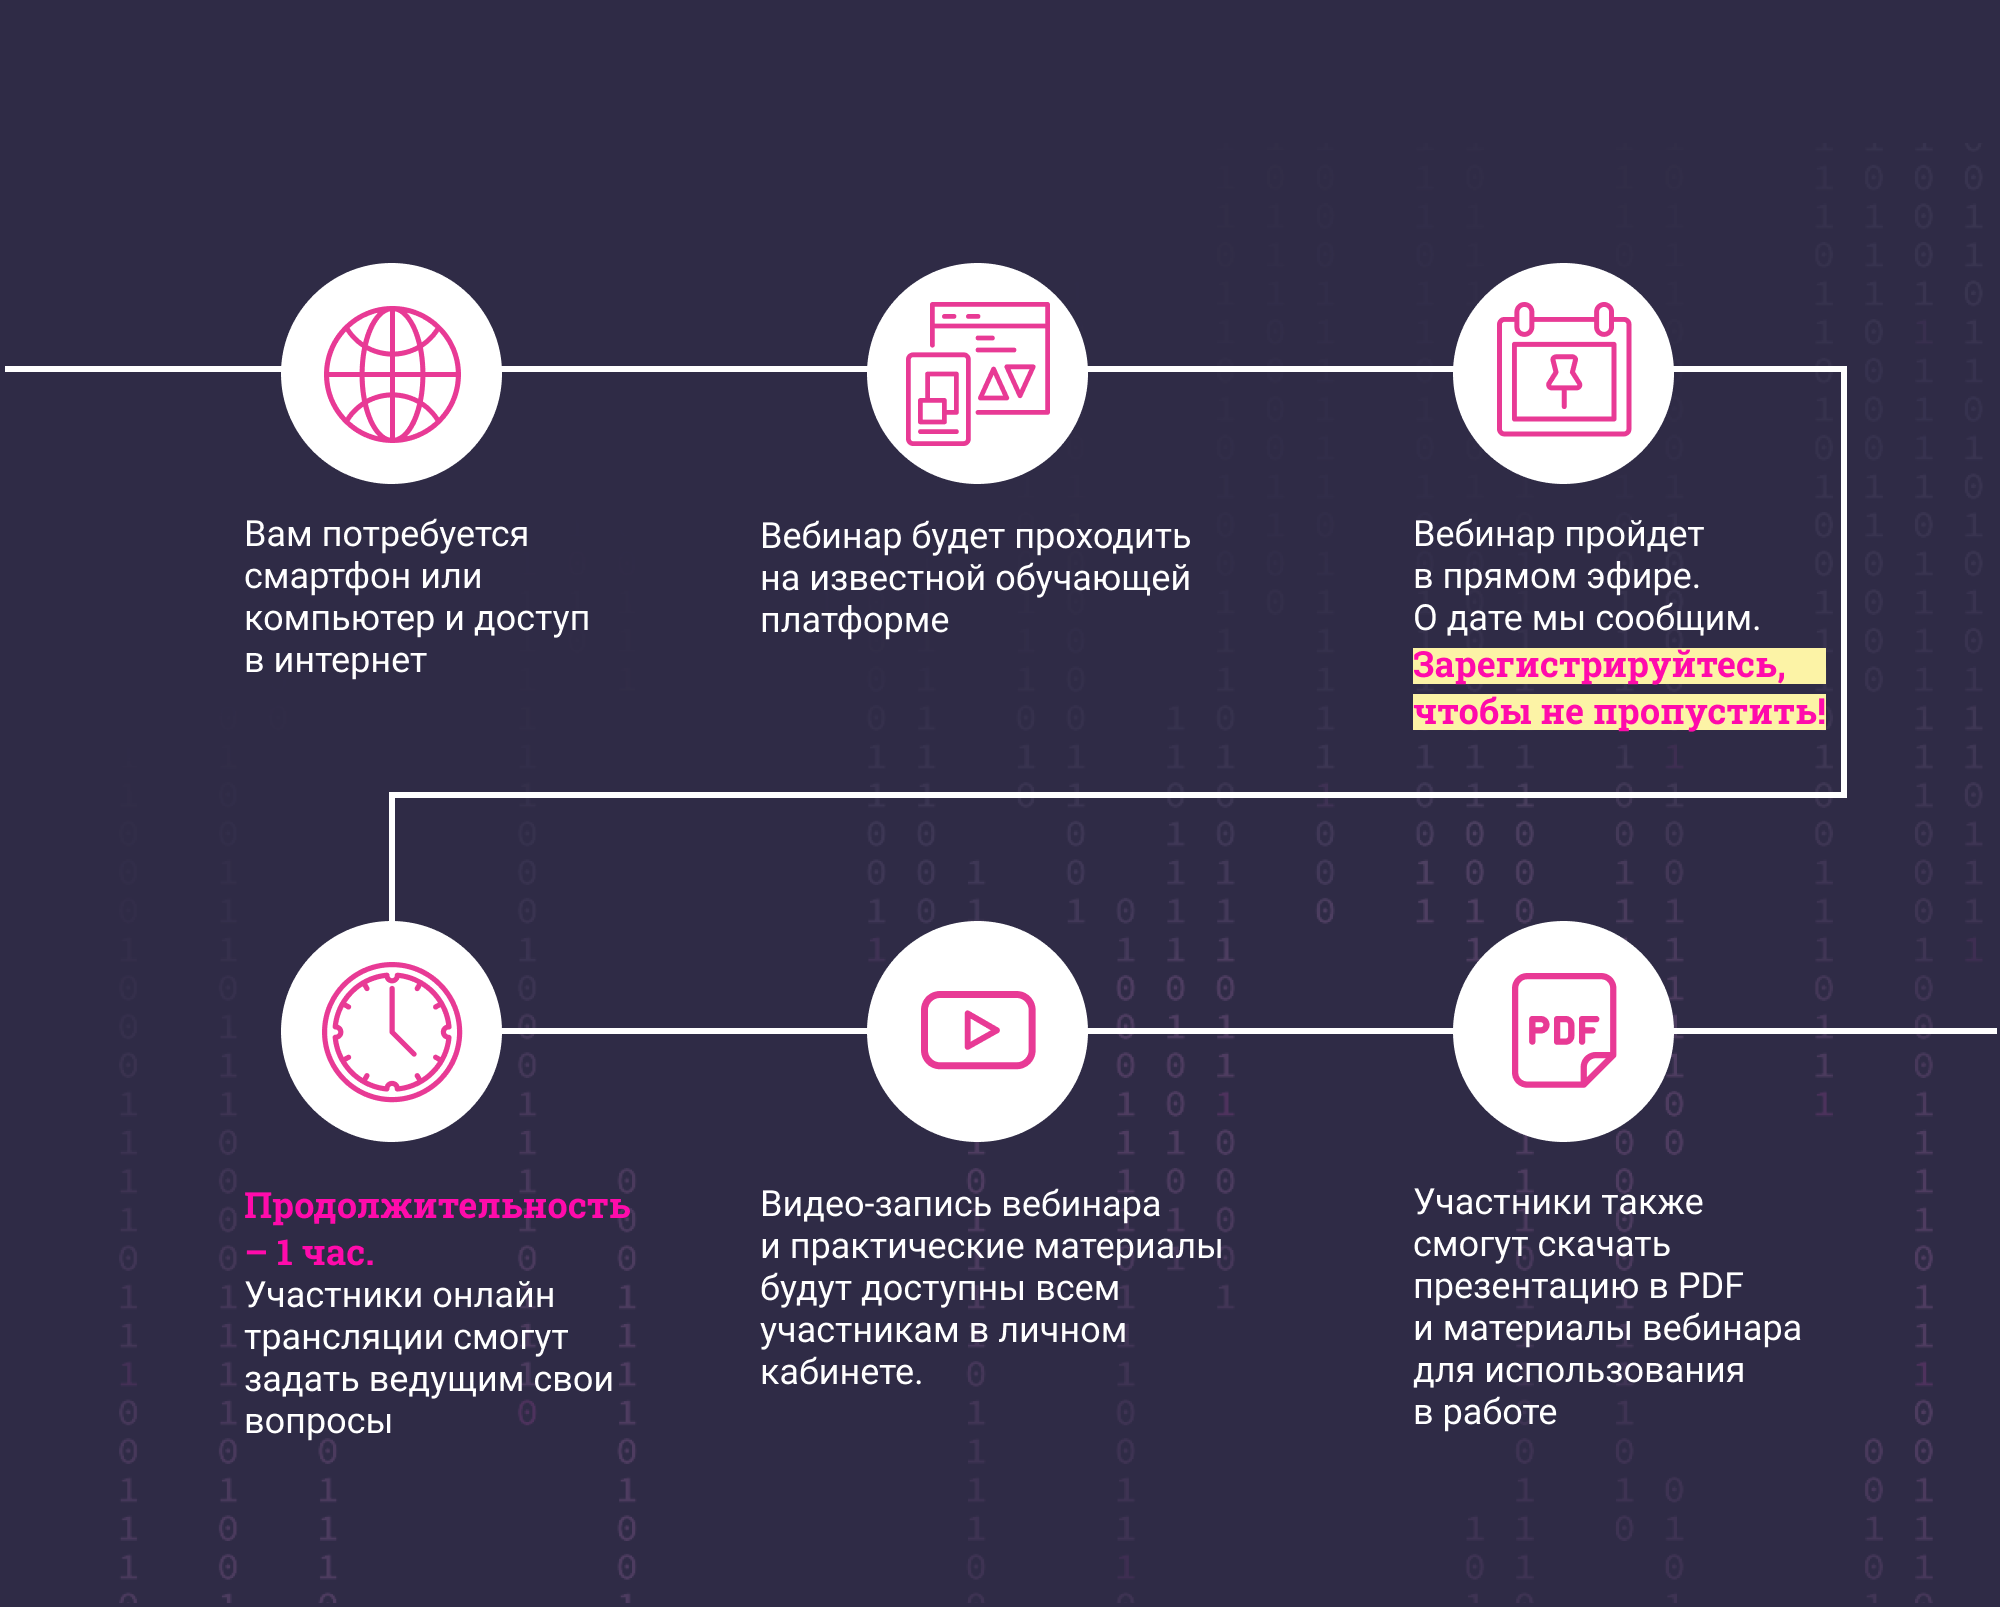 Вам потребуется
смартфон или
компьютер и доступ
в интернет
Вебинар будет проходить
на известной обучающей
платформе
Вебинар пройдет
в прямом эфире.
О дате мы сообщим.
Зарегистрируйтесь,
чтобы не пропустить!
Продолжительность
– 1 час.
Участники онлайн
трансляции смогут
задать ведущим свои
вопросы
Видео-запись вебинара
и практические материалы
будут доступны всем
участникам в личном
кабинете.
PDF
Участники также
смогут скачать
презентацию в PDF
и материалы вебинара
для использования
в работе